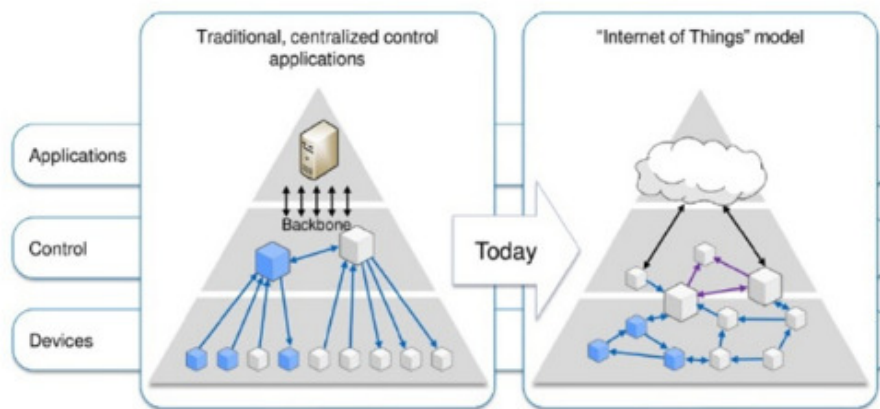 Traditional, centralized control
applications
"Internet of Things" model
Applications
Backbone
Control
Today
Devices